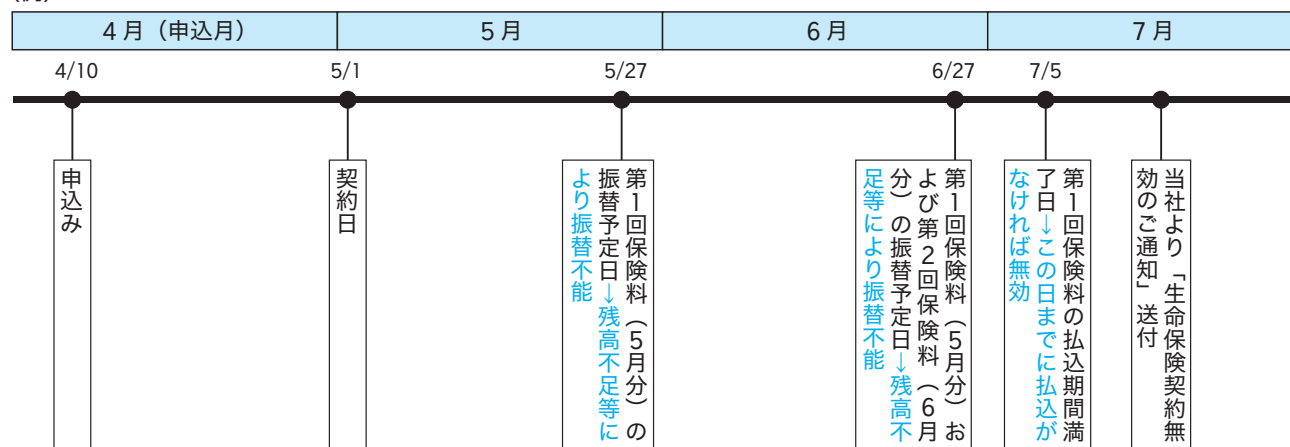 4月（申込月）
5月
6月
7月
4/10
5/1
5/27
6/27
7/5
申込み
契約日
第1回保険料（5月分）の
振替予定日→残高不足等に
より振替不能
第1回保険料（5月分）お
よび第2回保険料（6月
分）の振替予定日→残高不
足等により振替不能
第1回保険料の払込期間満
了日→この日までに払込が
なければ無効
当社より「生命保険契約無
効のご通知」送付